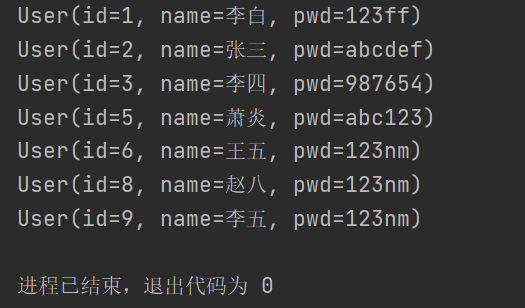 User(id=1, name=李白, pwd=123ff)
User(id=2, name=张三, pwd=abcdef)
User(id=3, name=李四, pwd=987654)
User(id=5, name=萧炎, pwd=abc123)
User(id=6, name=王五, pwd=123nm)
User(id=8, name=赵八, pwd=123nm)
User(id=9, name=李五, pwd=123nm)
进程已结束，退出代码为 0